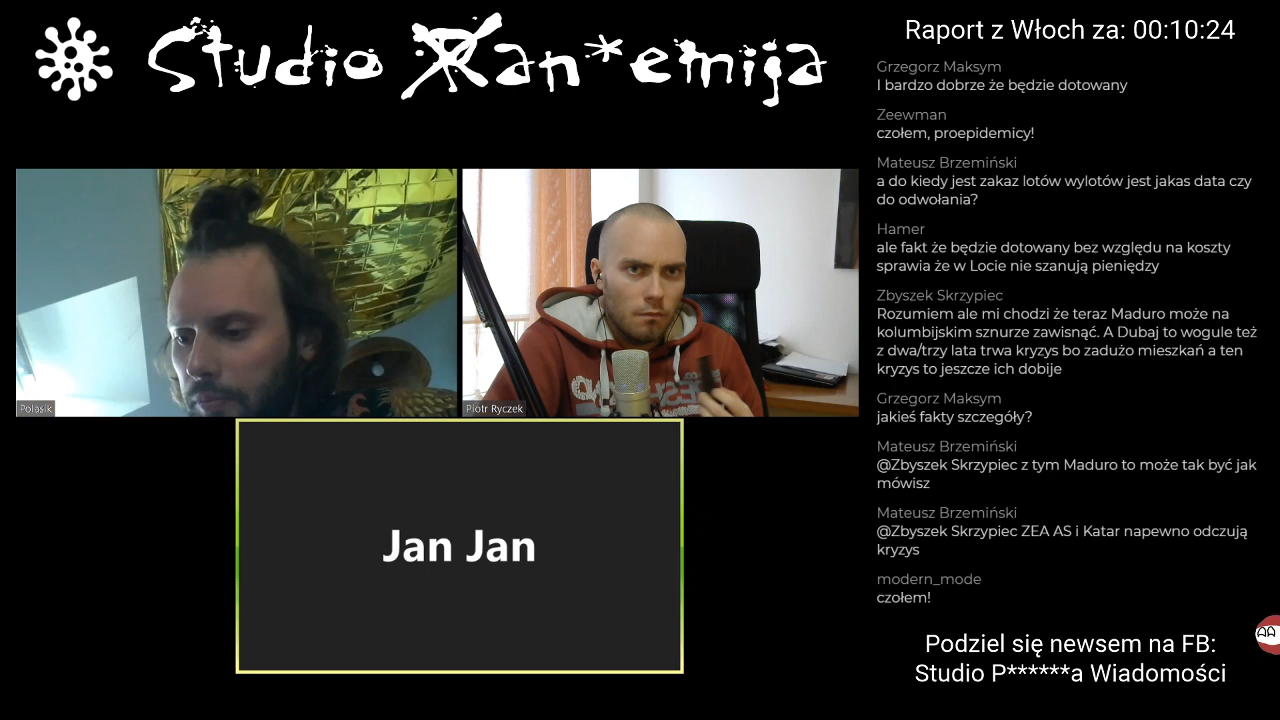 Studio Pan*emija
Raport z Włoch za: 00:10:24
Grzegorz Maksym
I bardzo dobrze że będzie dotowany
Zeewman
czołem, proepidemicy!
Mateusz Brzemiński
a do kiedy jest zakaz lotów wylotów jest jakas data czy
do odwołania?
Hamer
ale fakt że będzie dotowany bez względu na koszty
sprawia że w Locie nie szanują pieniędzy
Zbyszek Skrzypiec
Rozumiem ale mi chodzi że teraz Maduro może na
kolumbijskim sznurze zawisnąć. A Dubaj to wogule też
z dwa/trzy lata trwa kryzys bo zadużo mieszkań a ten
kryzys to jeszcze ich dobije
Grzegorz Maksym
jakieś fakty szczegóły?
Mateusz Brzemiński
@Zbyszek Skrzypiec z tym Maduro to może tak być jak
mówisz
Mateusz Brzemiński
@Zbyszek Skrzypiec ZEA AS i Katar napewno odczują
kryzys
modern_mode
czołem!
Polasik
Piotr Ryczek
Jan Jan
Podziel się newsem na FB:
Studio P******a Wiadomości